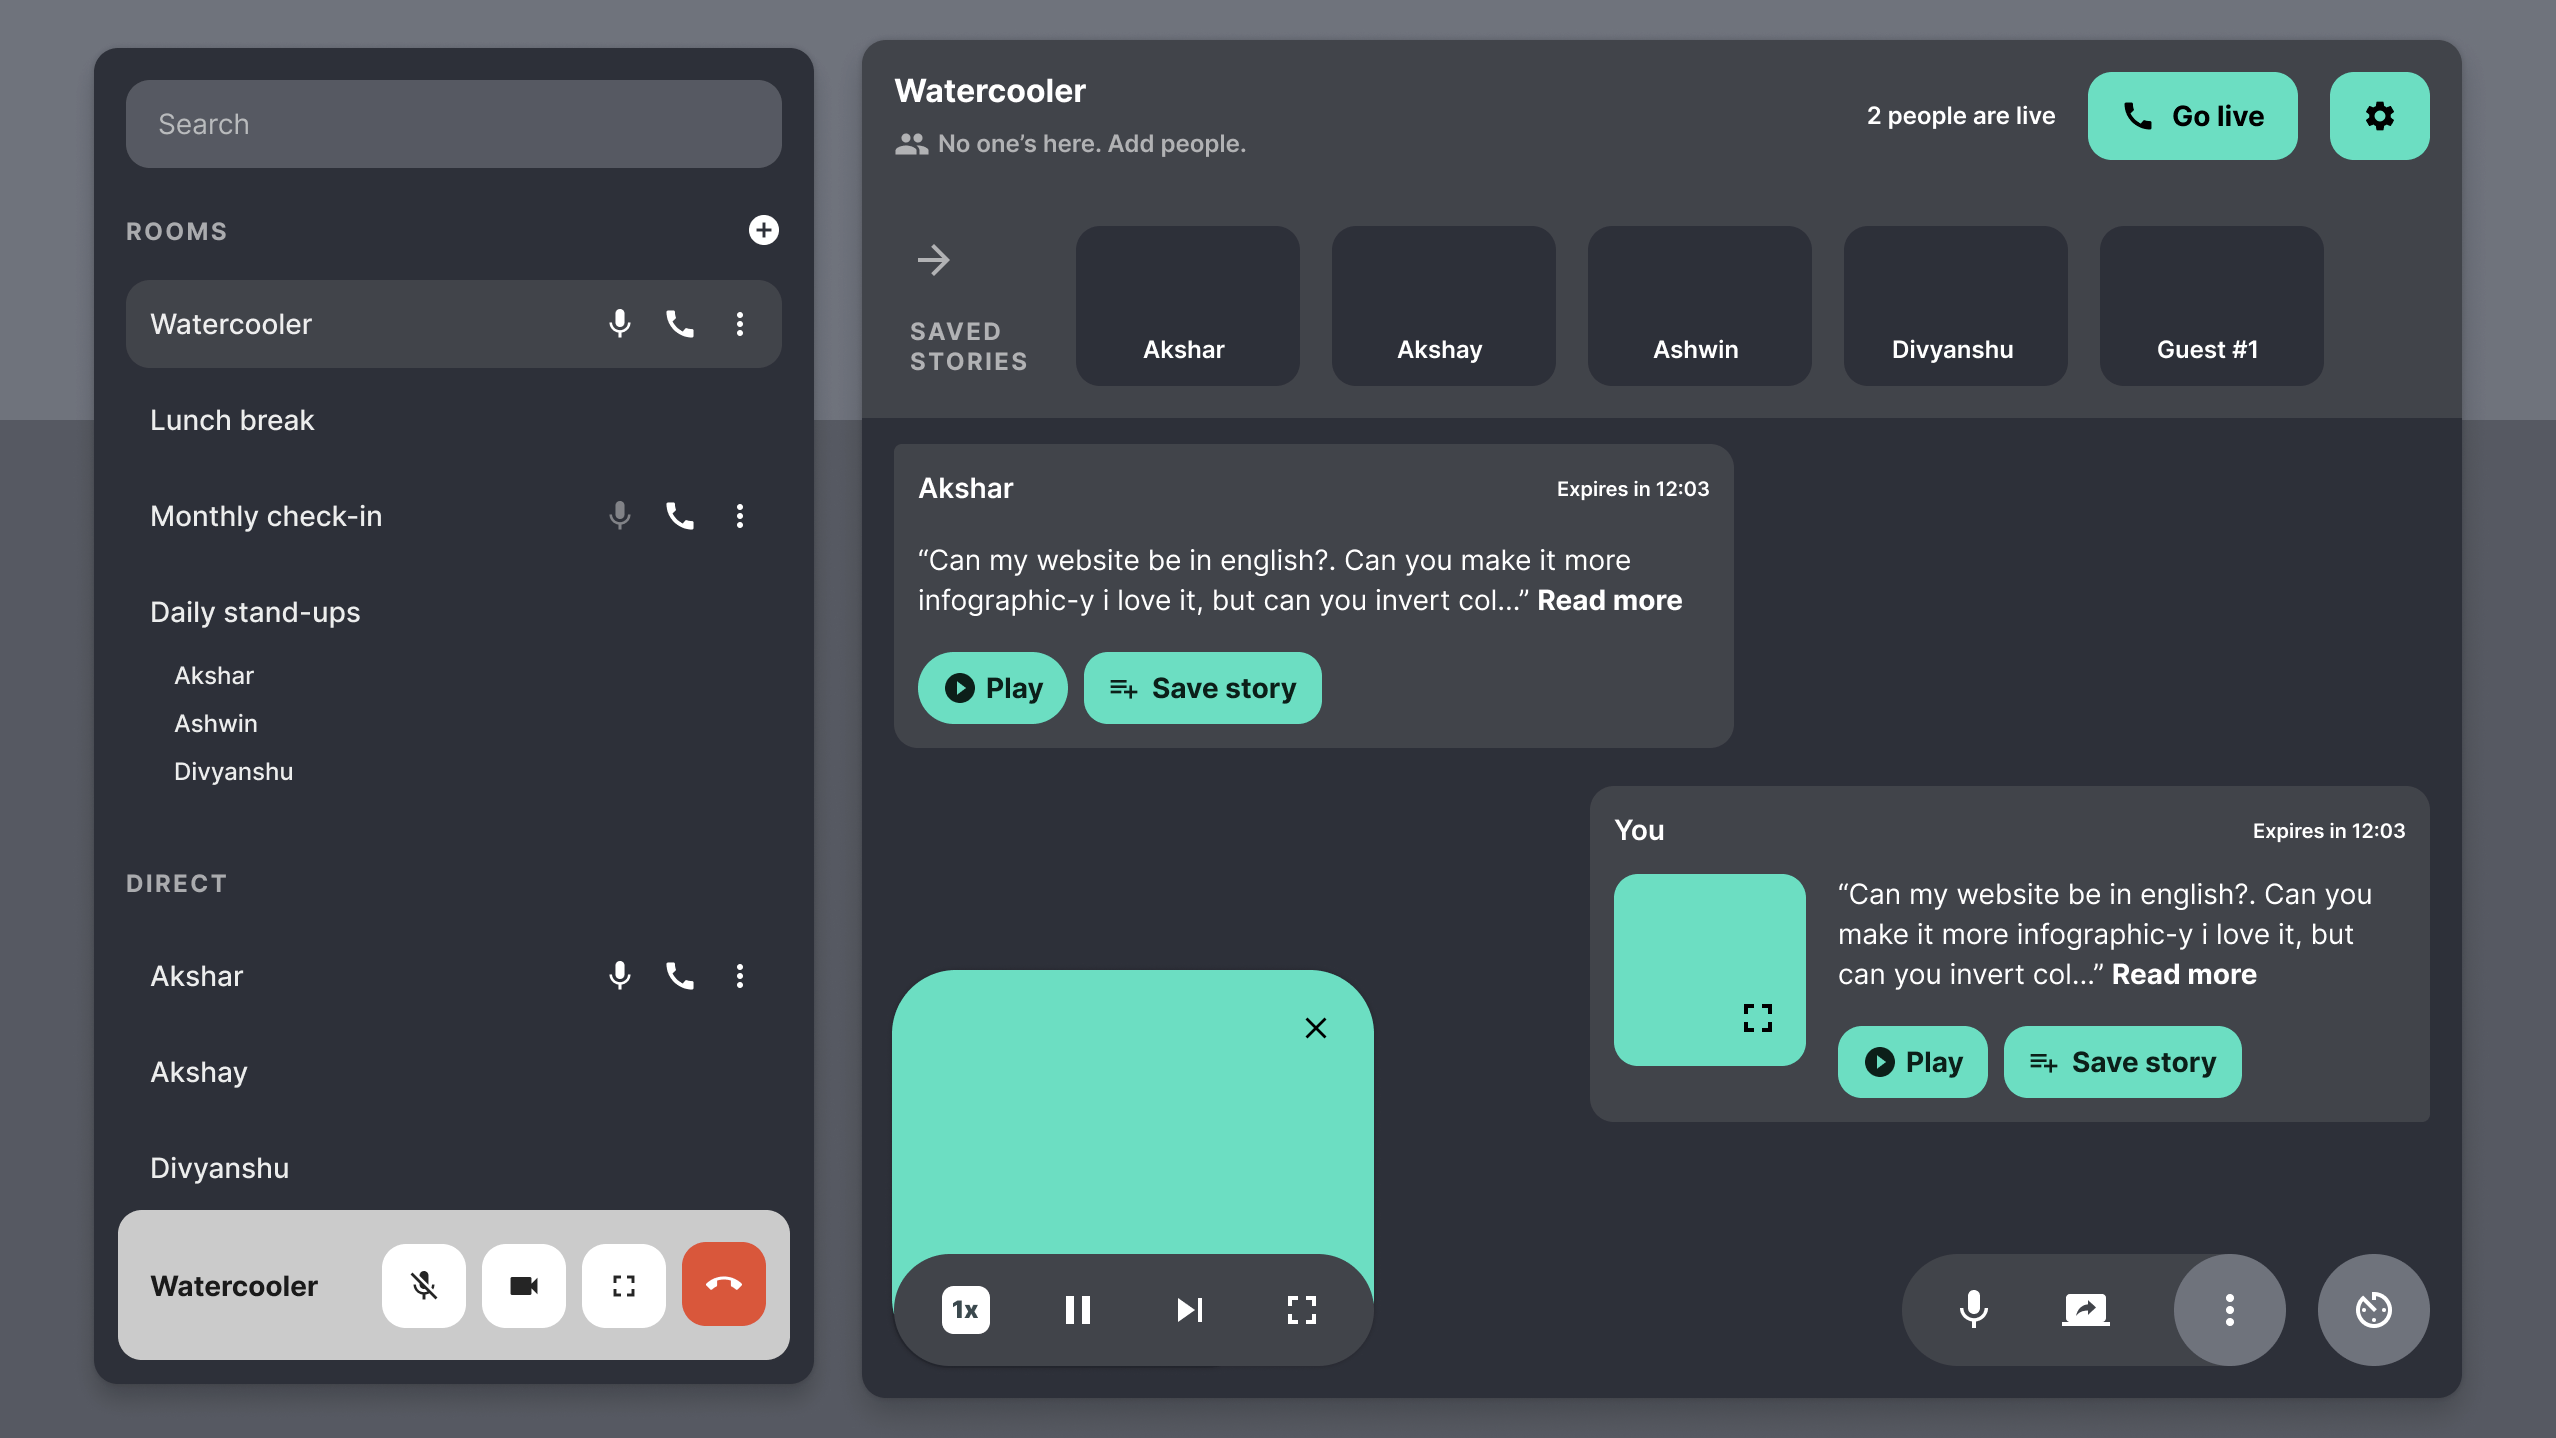 Search
ROOMS
Watercooler
Lunch break
Monthly check-in
Daily stand-ups
Akshar
Ashwin
Divyanshu
DIRECT
Akshar
Akshay
Divyanshu
Watercooler
Watercooler
No one’s here. Add people.
2 people are live
Go live
SAVED
STORIES
Akshar
Akshay
Ashwin
Divyanshu
Guest #1
Akshar
Expires in 12:03
“Can my website be in english?. Can you make it more
infographic-y i love it, but can you invert col...” Read more
Play
Save story
You
Expires in 12:03
“Can my website be in english?. Can you
make it more infographic-y i love it, but
can you invert col...” Read more
Play
Save story
1x